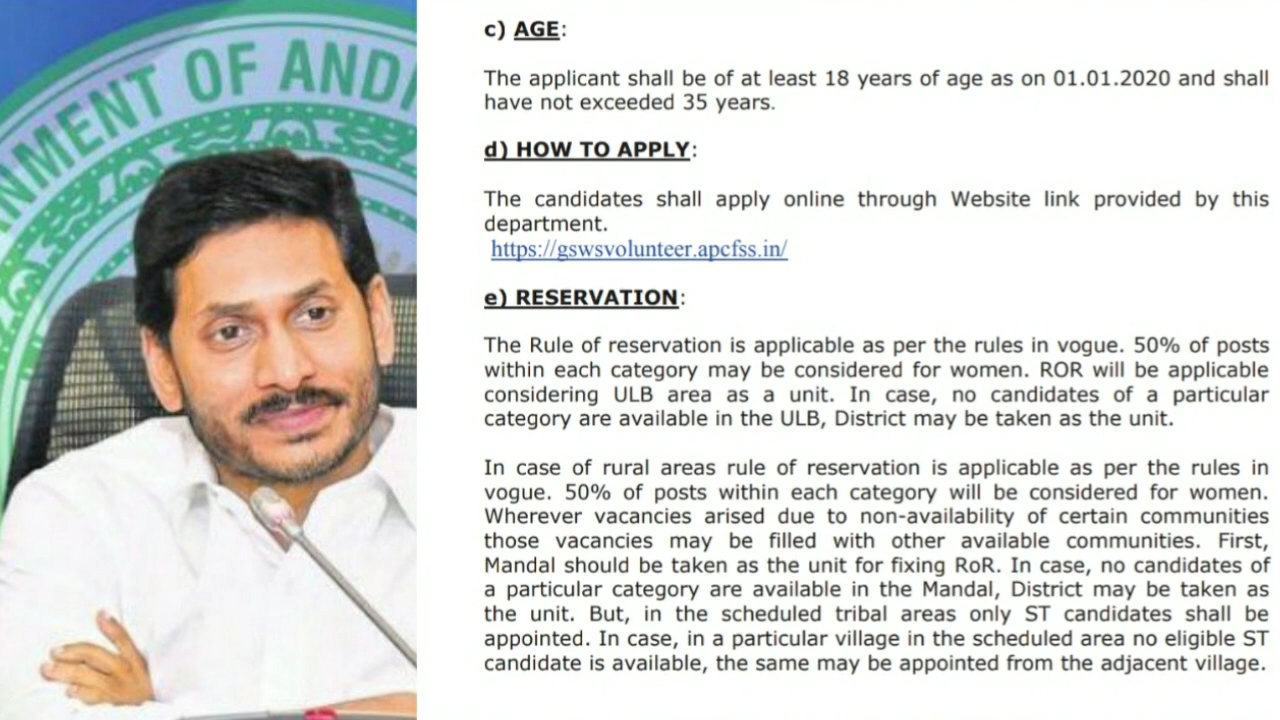 NMENT OF AND
c) AGE:
The applicant shall be of at least 18 years of age as on 01.01.2020 and shall
have not exceeded 35 years.
d) HOW TO APPLY:
The candidates shall apply online through Website link provided by this
department.
https://gswsvolunteer.apcfss.in/
e) RESERVATION:
The Rule of reservation is applicable as per the rules in vogue. 50% of posts
within each category may be considered for women. ROR will be applicable
considering ULB area as a unit. In case, no candidates of a particular
category are available in the ULB, District may be taken as the unit.
In case of rural areas rule of reservation is applicable as per the rules in
vogue. 50% of posts within each category will be considered for women.
Wherever vacancies arised due to non-availability of certain communities
those vacancies may be filled with other available communities. First,
Mandal should be taken as the unit for fixing RoR. In case, no candidates of
a particular category are available in the Mandal, District may be taken as
the unit. But, in the scheduled tribal areas only ST candidates shall be
appointed. In case, in a particular village in the scheduled area no eligible ST
candidate is available, the same may be appointed from the adjacent village.